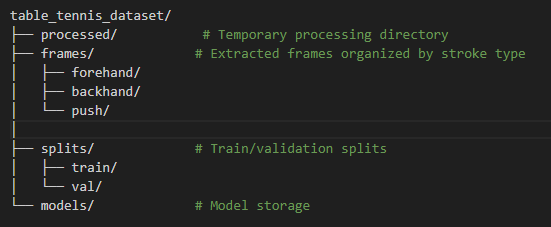 table_tennis_dataset/
├── processed/           # Temporary processing directory
├── frames/             # Extracted frames organized by stroke type
│   ├── forehand/
│   ├── backhand/
│   └── push/
│
├── splits/             # Train/validation splits
│   ├── train/
│   └── val/
└── models/             # Model storage